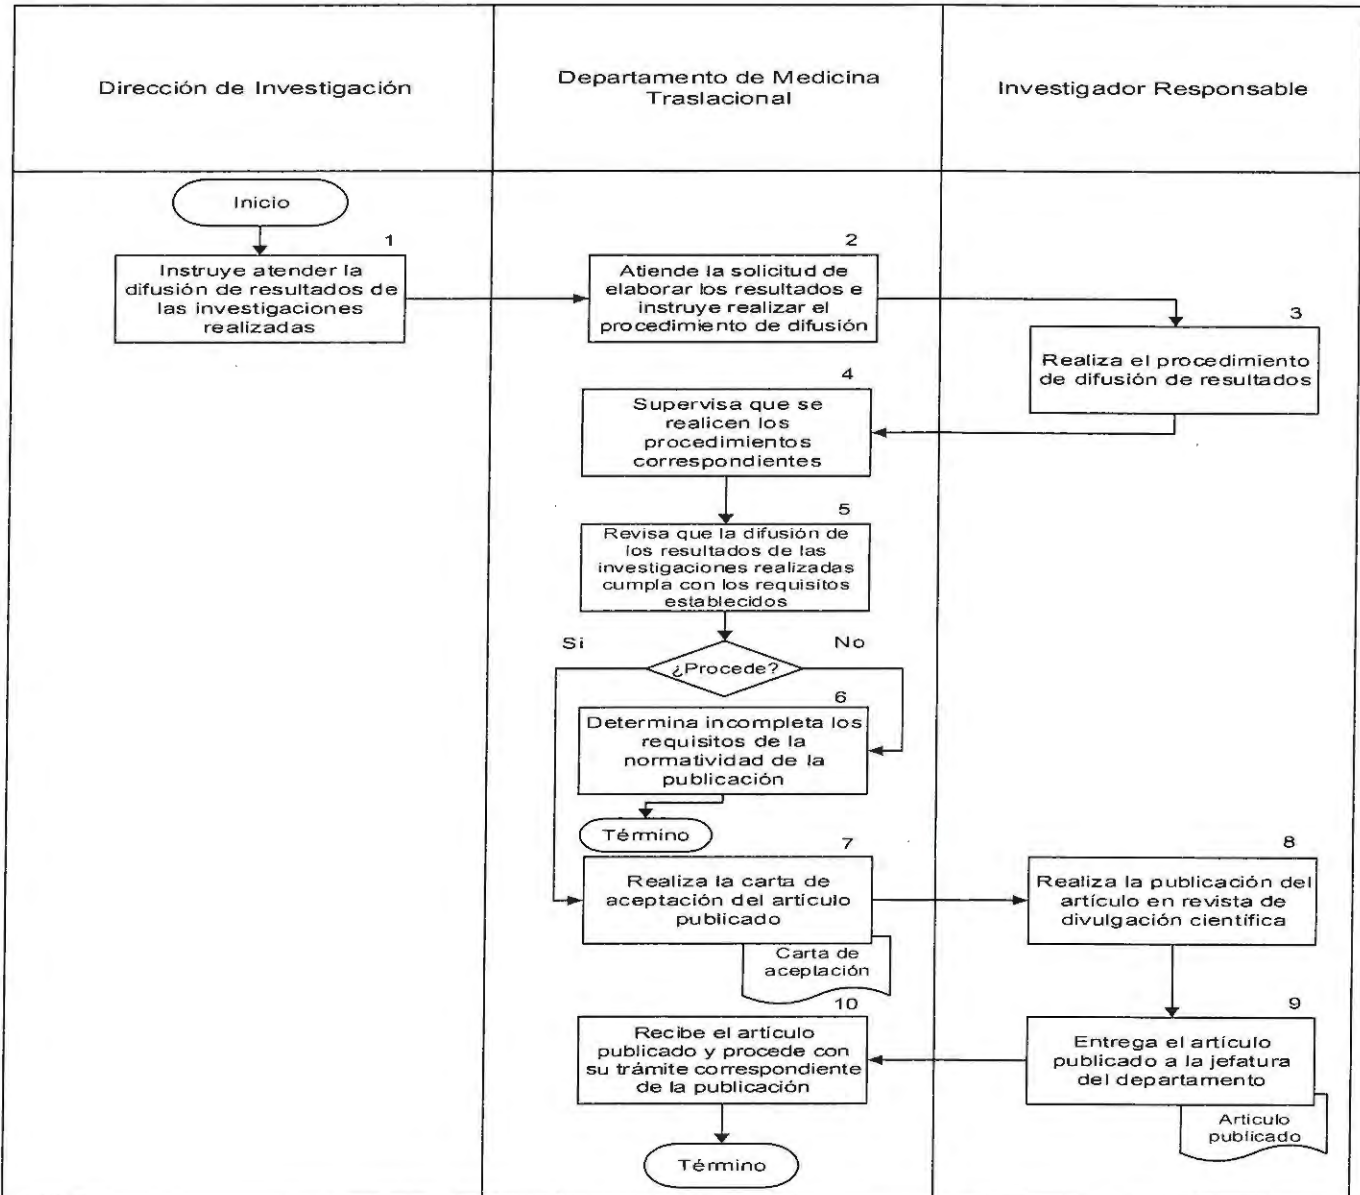 Dirección de Investigación
Departamento de Medicina
Traslacional
Investigador Responsable
Inicio
1
Instruye atender la
difusión de resultados de
las investigaciones
realizadas
2
Atiende la solicitud de
elaborar los resultados e
instruye realizar el
procedimiento de difusión
3
Realiza el procedimiento
de difusión de resultados
4
Supervisa que se
realicen los
procedimientos
correspondientes
5
Revisa que la difusión de
los resultados de las
investigaciones realizadas
cumpla con los requisitos
establecidos
Si
No
¿Procede?
6
Determina incompleta los
requisitos de la
normatividad de la
publicación
Término
7
Realiza la carta de
aceptación del artículo
publicado
Carta de
aceptación
8
Realiza la publicación del
artículo en revista de
divulgación científica
9
Entrega el artículo
publicado a la jefatura
del departamento
Articulo
publicado
10
Recibe el artículo
publicado y procede con
su trámite correspondiente
de la publicación
Término